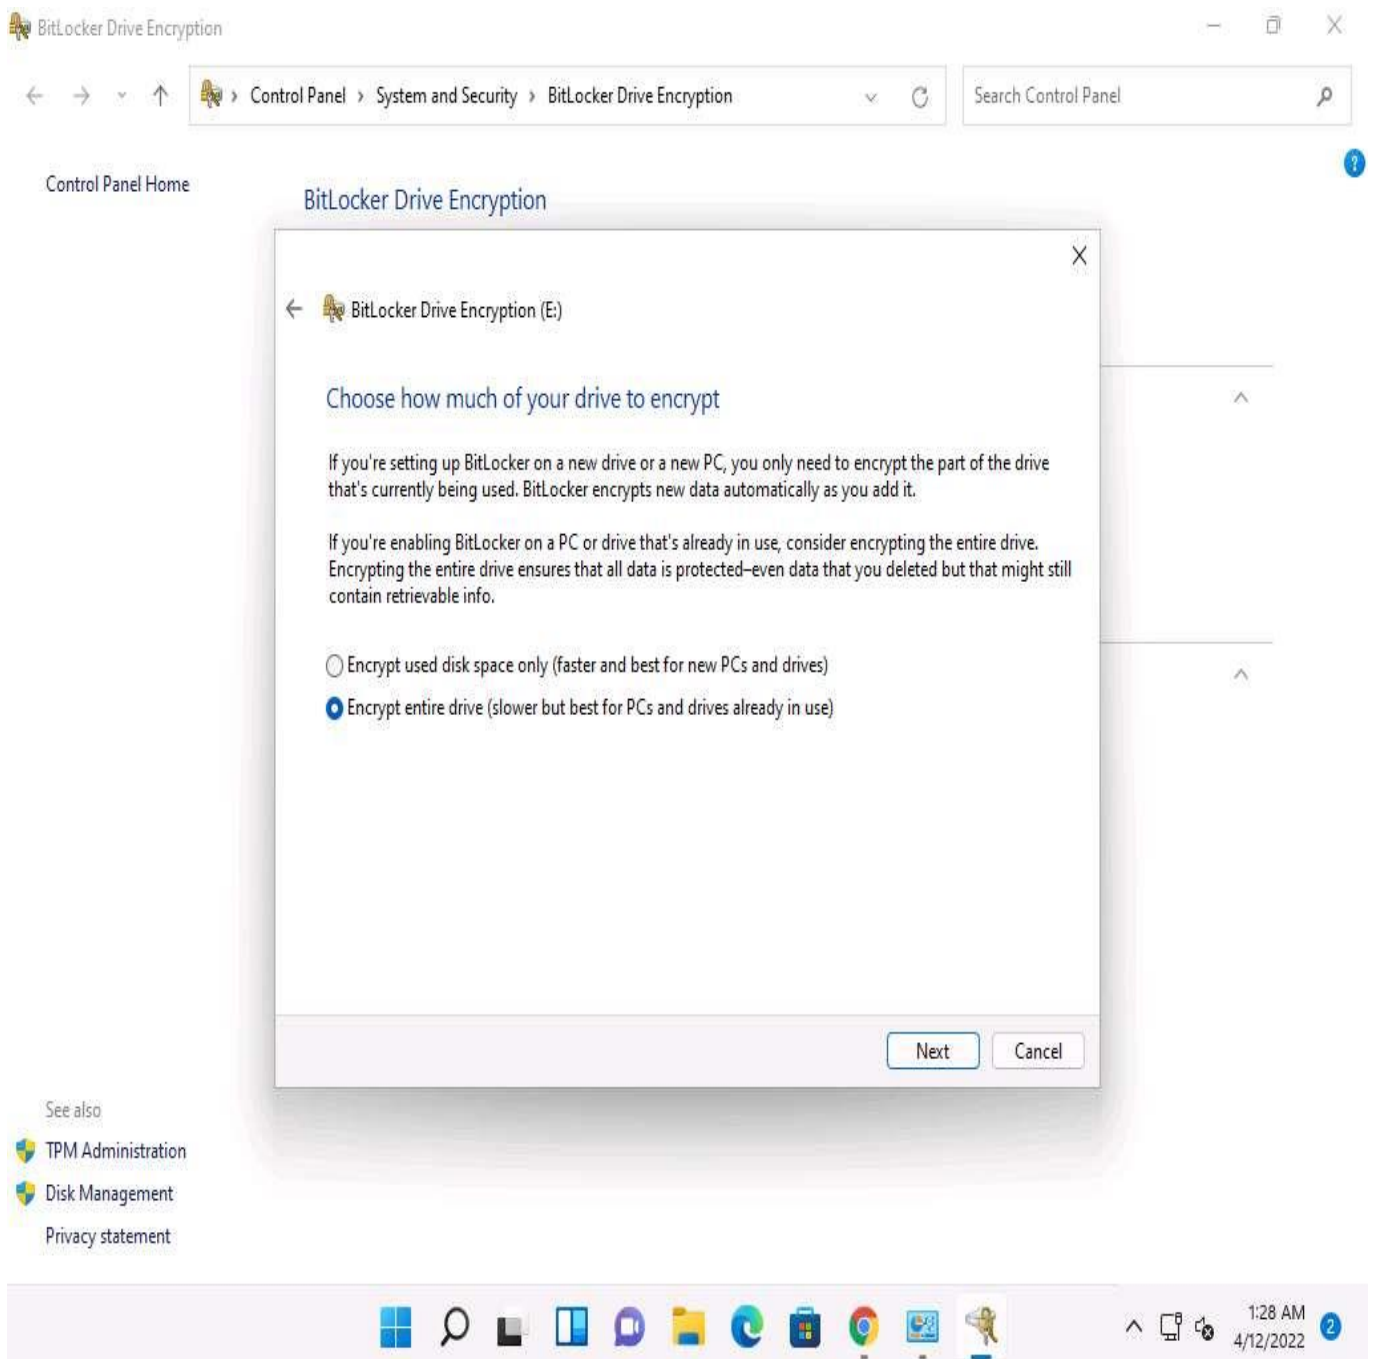 BitLocker Drive Encryption
Control Panel > System and Security > BitLocker Drive Encryption
Search Control Panel
?
Control Panel Home
BitLocker Drive Encryption
BitLocker Drive Encryption (E:)
Choose how much of your drive to encrypt
If you're setting up BitLocker on a new drive or a new PC, you only need to encrypt the part of the drive
that's currently being used. BitLocker encrypts new data automatically as you add it.
If you're enabling BitLocker on a PC or drive that's already in use, consider encrypting the entire drive.
Encrypting the entire drive ensures that all data is protected–even data that you deleted but that might still
contain retrievable info.
Encrypt used disk space only (faster and best for new PCs and drives)
Encrypt entire drive (slower but best for PCs and drives already in use)
Next
Cancel
See also
TPM Administration
Disk Management
Privacy statement
1:28 AM
4/12/2022
2